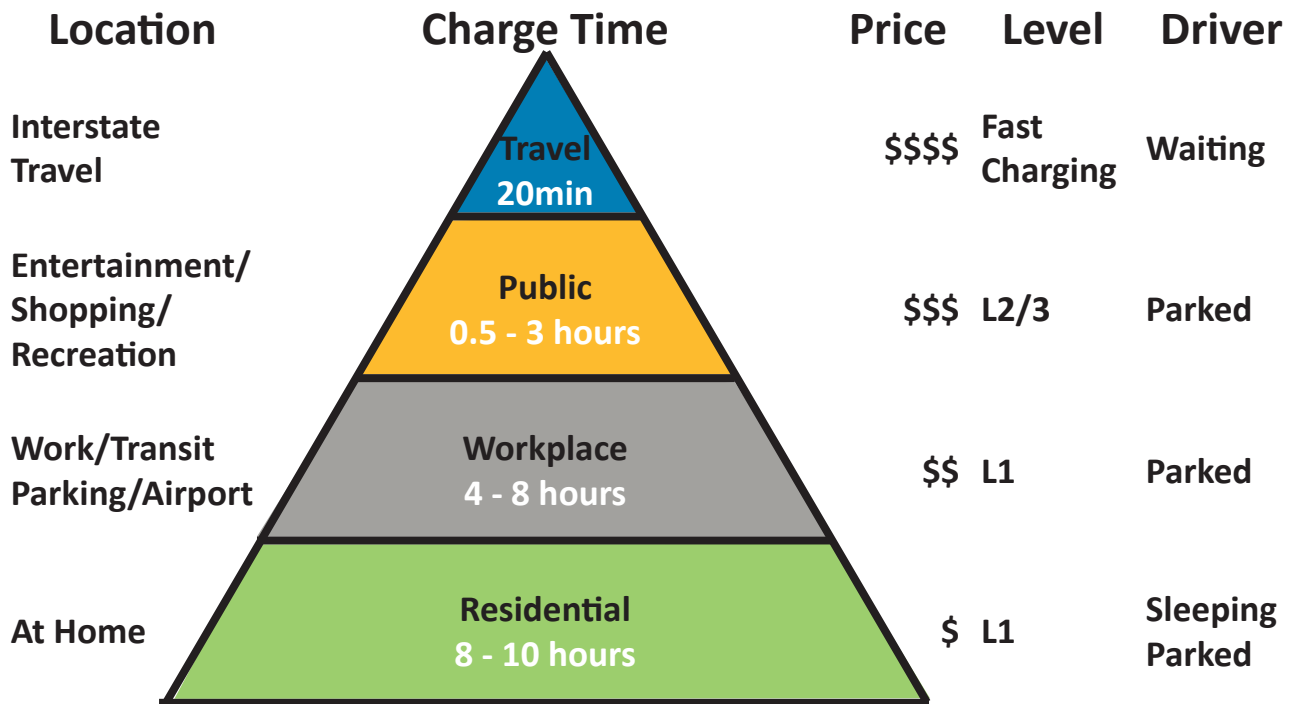 Location Charge Time Price Level Driver
Interstate
Travel
Travel
20min
$$$$
Fast
Charging
Waiting
Entertainment/
Shopping/
Recreation
Public
0.5 - 3 hours
$$$ L2/3 Parked
Work/Transit
Parking/Airport
Workplace
4 - 8 hours
$$ L1 Parked
At Home
Residential
8 - 10 hours
$ L1
Sleeping
Parked